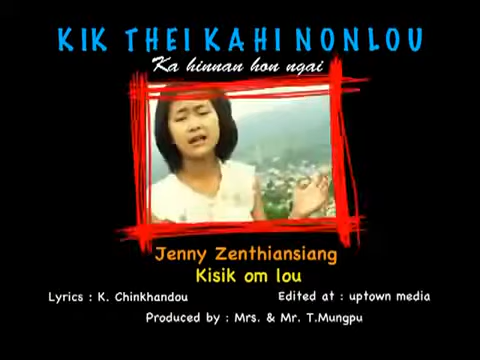 KIK THEI KAHI NONLOU
Ka hinnan hon ngai
Jenny Zenthiansiang
Kisik om lou
Lyrics : K. Chinkhandou
Edited at : uptown media
Produced by : Mrs. & Mr. T.Mungpu